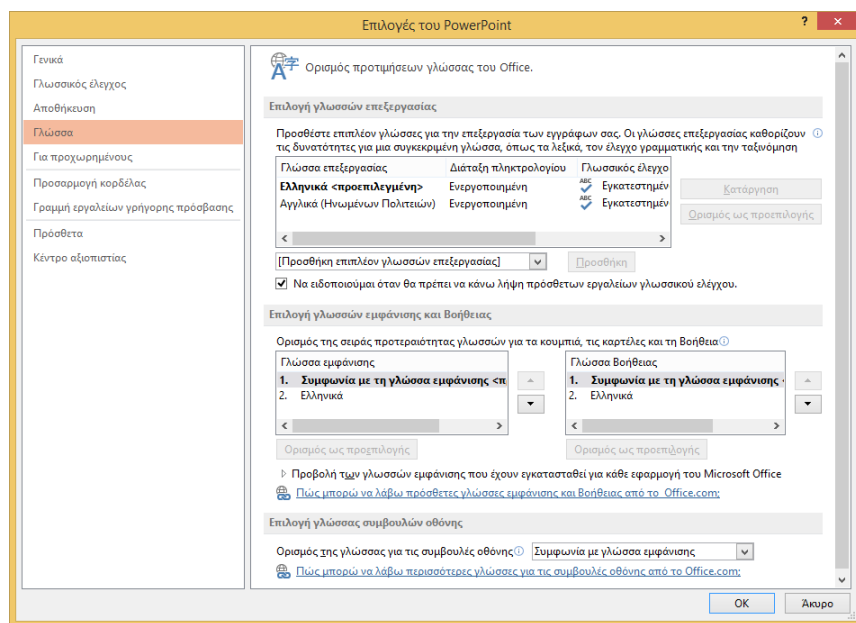 Επιλογές του PowerPoint
Γενικά
Γλωσσικός έλεγχος
Αποθήκευση
Γλώσσα
Για προχωρημένους
Προσαρμογή κορδέλας
Γραμμή εργαλείων γρήγορης πρόσβασης
Πρόσθετα
Κέντρο αξιοπιστίας
Ορισμός προτιμήσεων γλώσσας του Office.
Επιλογή γλωσσών επεξεργασίας
Προσθέστε επιπλέον γλώσσες για την επεξεργασία των εγγράφων σας. Οι γλώσσες επεξεργασίας καθορίζουν
τις δυνατότητες για μια συγκεκριμένη γλώσσα, όπως τα λεξικά, τον έλεγχο γραμματικής και την ταξινόμηση
Γλώσσα επεξεργασίας Διάταξη πληκτρολογίου Γλωσσικός έλεγχο
Ελληνικά <προεπιλεγμένη> Ενεργοποιημένη Εγκατεστημέν
Αγγλικά (Ηνωμένων Πολιτειών) Ενεργοποιημένη Εγκατεστημέν
Κατάργηση
Ορισμός ως προεπιλογής
[Προσθήκη επιπλέον γλωσσών επεξεργασίας] Προσθήκη
Να ειδοποιούμαι όταν θα πρέπει να κάνω λήψη πρόσθετων εργαλείων γλωσσικού ελέγχου.
Επιλογή γλωσσών εμφάνισης και Βοήθειας
Ορισμός της σειράς προτεραιότητας γλωσσών για τα κουμπιά, τις καρτέλες και τη Βοήθεια
Γλώσσα εμφάνισης
1. Συμφωνία με τη γλώσσα εμφάνισης <π
2. Ελληνικά
Ορισμός ως προεπιλογής
Γλώσσα Βοήθειας
1. Συμφωνία με τη γλώσσα εμφάνισης
2. Ελληνικά
Ορισμός ως προεπιλογής
Προβολή των γλωσσών εμφάνισης που έχουν εγκατασταθεί για κάθε εφαρμογή του Microsoft Office
Πώς μπορώ να λάβω πρόσθετες γλώσσες εμφάνισης και Βοήθειας από το Office.com;
Επιλογή γλώσσας συμβουλών οθόνης
Ορισμός της γλώσσας για τις συμβουλές οθόνης Συμφωνία με γλώσσα εμφάνισης
Πώς μπορώ να λάβω περισσότερες γλώσσες για τις συμβουλές οθόνης από το Office.com;
OK Άκυρο